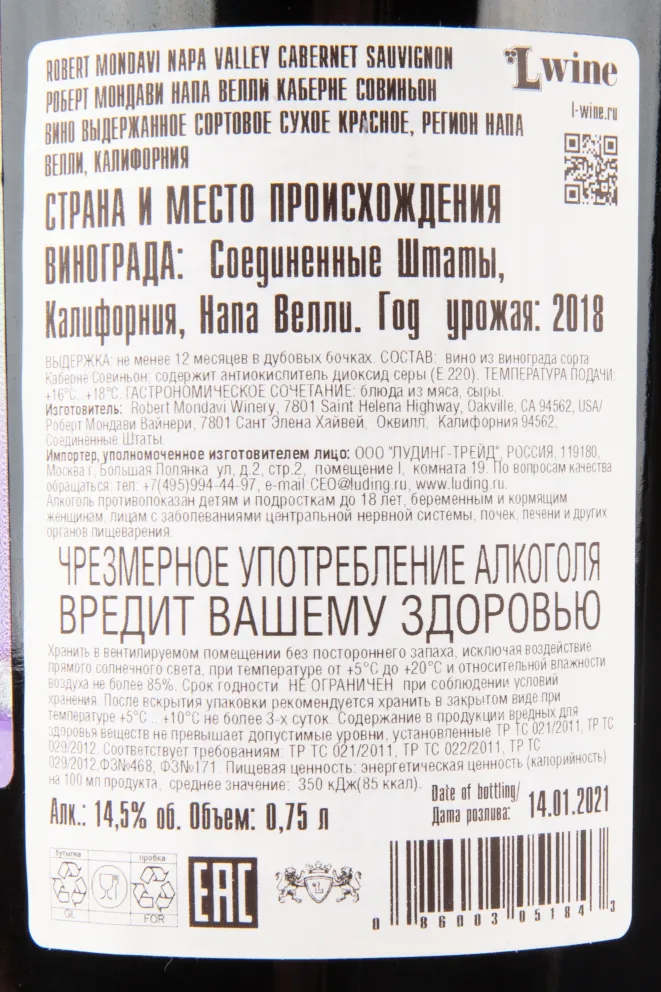 ROBERT MONDAVI NAPA VALLEY CABERNET SAUVIGNON
Lwine
l-wine.ru
РОБЕРТ МОНДАВИ НАПА ВЕЛЛИ КАБЕРНЕ СОВИНЬОН
ВИНО ВЫДЕРЖАННОЕ СОРТОВОЕ СУХОЕ КРАСНОЕ, РЕГИОН НАПА
ВЕЛЛИ, КАЛИФОРНИЯ
СТРАНА И МЕСТО ПРОИСХОЖДЕНИЯ
ВИНОГРАДА: Соединенные Штаты,
Калифорния, Напа Велли. Год урожая: 2018
ВЫДЕРЖКА: не менее 12 месяцев в дубовых бочках. СОСТАВ: вино из винограда сорта
Каберне Совиньон; содержит антиокислитель диоксид серы (Е 220). ТЕМПЕРАТУРА ПОДАЧИ:
+16°С.. +18°С. ГАСТРОНОМИЧЕСКОЕ СОЧЕТАНИЕ: блюда из мяса, сыры.
Изготовитель: Robert Mondavi Winery, 7801 Saint Helena Highway, Oakville, CA 94562, USA/
Роберт Мондави Вайнери, 7801 Сант Элена Хайвей, Оквилл, Калифорния 94562,
Соединенные Штаты.
Импортер, уполномоченное изготовителем лицо: ООО "ЛУДИНГ-ТРЕЙД", РОССИЯ, 119180,
Москва г, Большая Полянка ул, д.2, стр.2, помещение I, комната 19. По вопросам качества
обращаться: тел: +7(495)994-44-97, e-mail:CEO@luding.ru, www.luding.ru.
Алкоголь противопоказан детям и подросткам до 18 лет, беременным и кормящим
женщинам, лицам с заболеваниями центральной нервной системы, почек, печени и других
органов пищеварения.
ЧРЕЗМЕРНОЕ УПОТРЕБЛЕНИЕ АЛКОГОЛЯ
ВРЕДИТ ВАШЕМУ ЗДОРОВЬЮ
Хранить в вентилируемом помещении без постороннего запаха, исключая воздействие
прямого солнечного света, при температуре от +5°С до +20°С и относительной влажности
воздуха не более 85%. Срок годности НЕ ОГРАНИЧЕН при соблюдении условий
хранения. После вскрытия упаковки рекомендуется хранить в закрытом виде при
температуре +5°С .. +10°С не более 3-х суток. Содержание в продукции вредных для
здоровья веществ не превышает допустимые уровни, установленные ТР ТС 021/2011, ТР ТС
029/2012. Соответствует требованиям: ТР ТС 021/2011, ТР ТС 022/2011, ТР ТС
029/2012,ФЗ№468, ФЗ№171. Пищевая ценность: энергетическая ценность (калорийность)
на 100 мл продукта, среднее значение: 350 кДж(85 ккал).
Алк.: 14,5% об. Объем: 0,75 л
Date of bottling/
Дата розлива:
14.01.2021
бутылка
пробка
GL
FOR
EAC
L
0 86003 05184 3